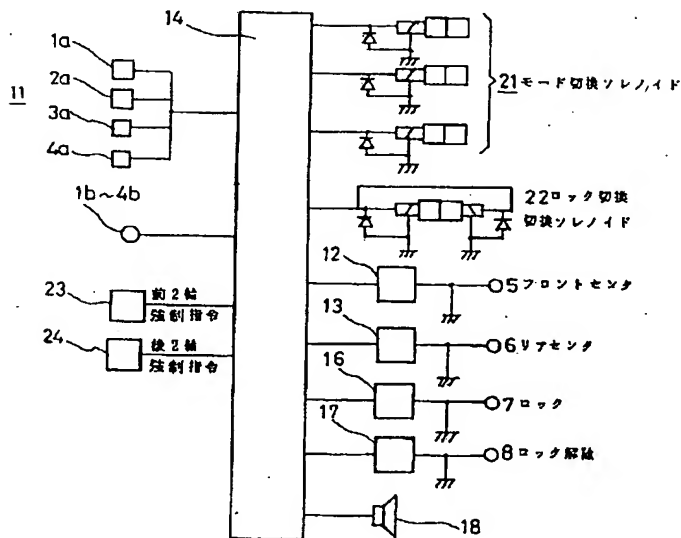 14
1a
2a
3a
4a
11
1b~4b
23
前2輪
強制指令
24
後2輪
強制指令
21モード切換ソレノイド
22ロック切換
切換ソレノイド
12
5フロントセンタ
13
6リアセンタ
16
7ロック
17
8ロック解除
18